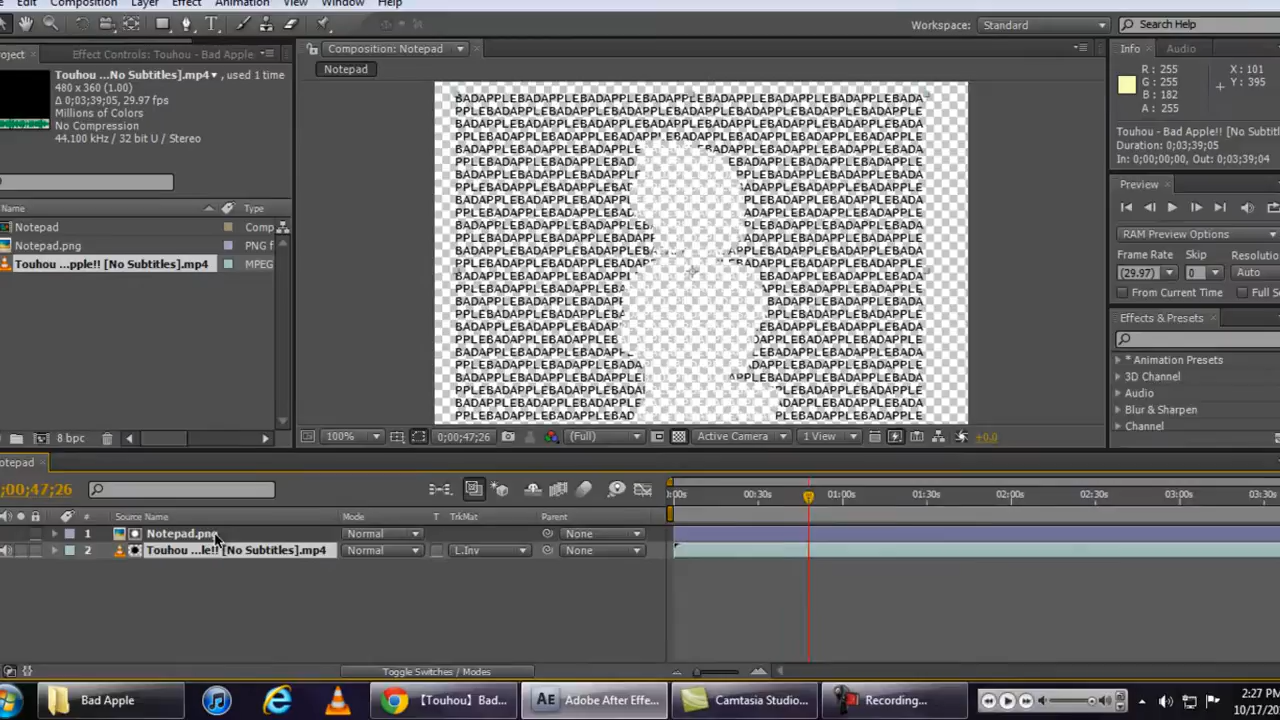 Edit Composition Layer Effect Animation View Window Help
Workspace: Standard Search Help
roject Effect Controls: Touhou - Bad Apple
Composition: Notepad
Info Audio
Notepad
Touhou ...No Subtitles].mp4 , used 1 time
480 x 360 (1.00)
Δ 0;03;39;05, 29.97 fps
Millions of Colors
No Compression
44.100 kHz / 32 bit U / Stereo
R: 255
G: 255
B: 182
A: 255
X: 101
Y: 395
Touhou - Bad Apple!! [No Subtitles
Duration: 0;03;39;05
In: 0;00;00;00, Out: 0;03;39;04
BADAPPLEBADAPPLEBADAPPLEBADAPPLEBADAPPLEBADAPPLEBADAPPLEBADA
Preview
RAM Preview Options
Frame Rate Skip Resolutio
(29.97) 0 Auto
From Current Time Full S
Effects & Presets
* Animation Presets
3D Channel
Audio
Blur & Sharpen
Channel
Name Type
Notepad Comp
Notepad.png PNG f
Touhou ...pple!! [No Subtitles].mp4 MPEG
8 bpc
100% 0;00;47;26 (Full) Active Camera 1 View +0.0
otepad
;00;47;26
:00s 00:30s 01:00s 01:30s 02:00s 02:30s 03:00s 03:30s
# Source Name Mode T TrkMat Parent
1 Notepad.png Normal None
2 Touhou ...le!! [No Subtitles].mp4 Normal L.Inv None
Toggle Switches / Modes
Bad Apple
【Touhou】Bad...
AE Adobe After Effe...
Camtasia Studio...
Recording...
2:27 P
10/17/20